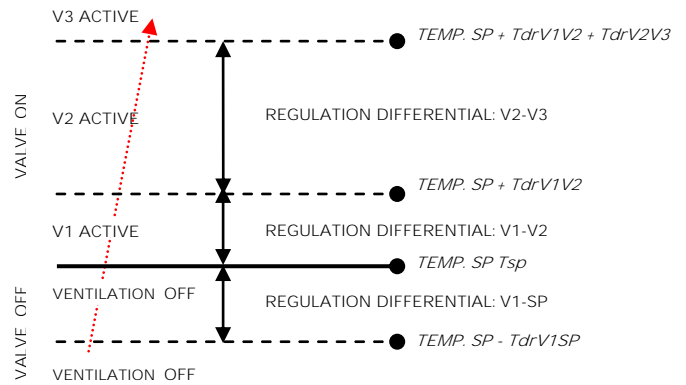 V3 ACTIVE
TEMP. SP + TdrV1V2 + TdrV2V3
VALVE ON
V2 ACTIVE
REGULATION DIFFERENTIAL: V2-V3
TEMP. SP + TdrV1V2
V1 ACTIVE
REGULATION DIFFERENTIAL: V1-V2
TEMP. SP Tsp
VALVE OFF
VENTILATION OFF
REGULATION DIFFERENTIAL: V1-SP
TEMP. SP - TdrV1SP
VENTILATION OFF